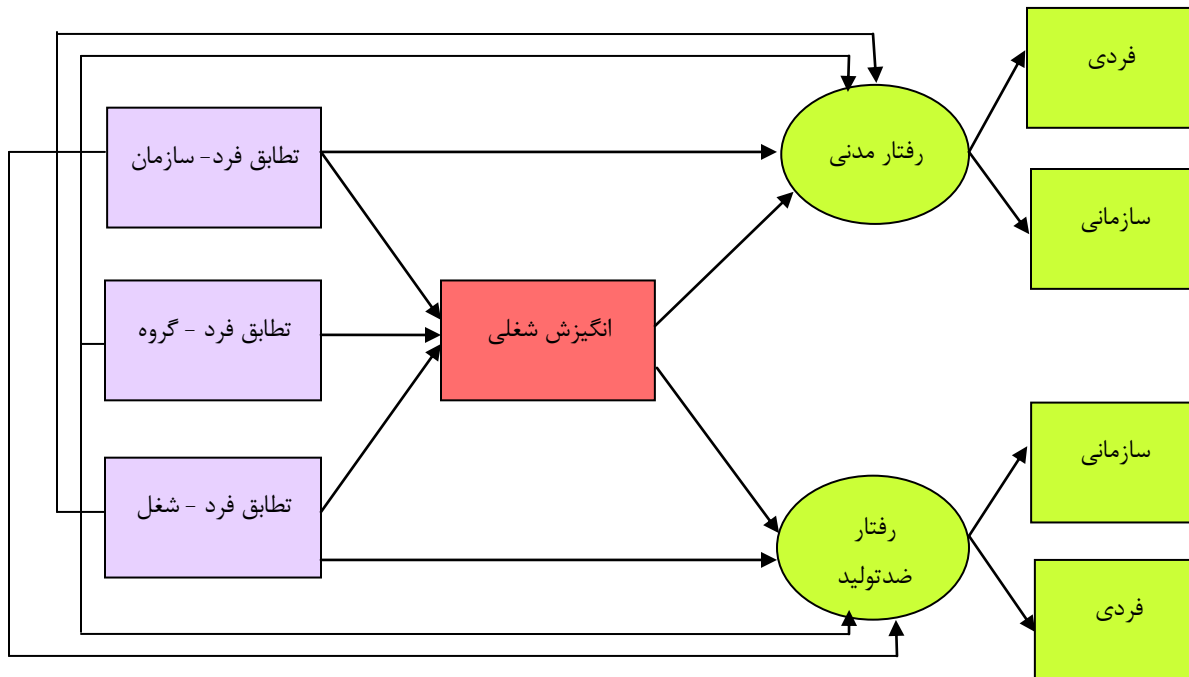 فردی
تطابق فرد- سازمان
رفتار مدنی
سازمانی
تطابق فرد - گروه
انگیزش شغلی
سازمانی
تطابق فرد - شغل
رفتار
ضدتولید
فردی